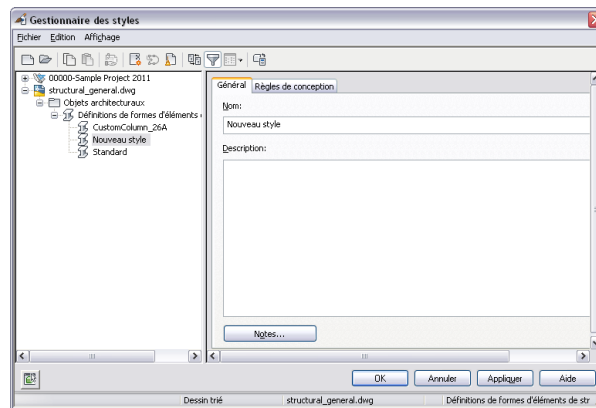 Gestionnaire des styles
Fichier Edition Affichage
00000-Sample Project 2011
structural_general.dwg
Objets architecturaux
Définitions de formes d'éléments
CustomColumn_26A
Nouveau style
Standard
Général Règles de conception
Nom:
Nouveau style
Description:
Notes...
OK Annuler Appliquer Aide
Dessin trié structural_general.dwg Définitions de formes d'éléments de str